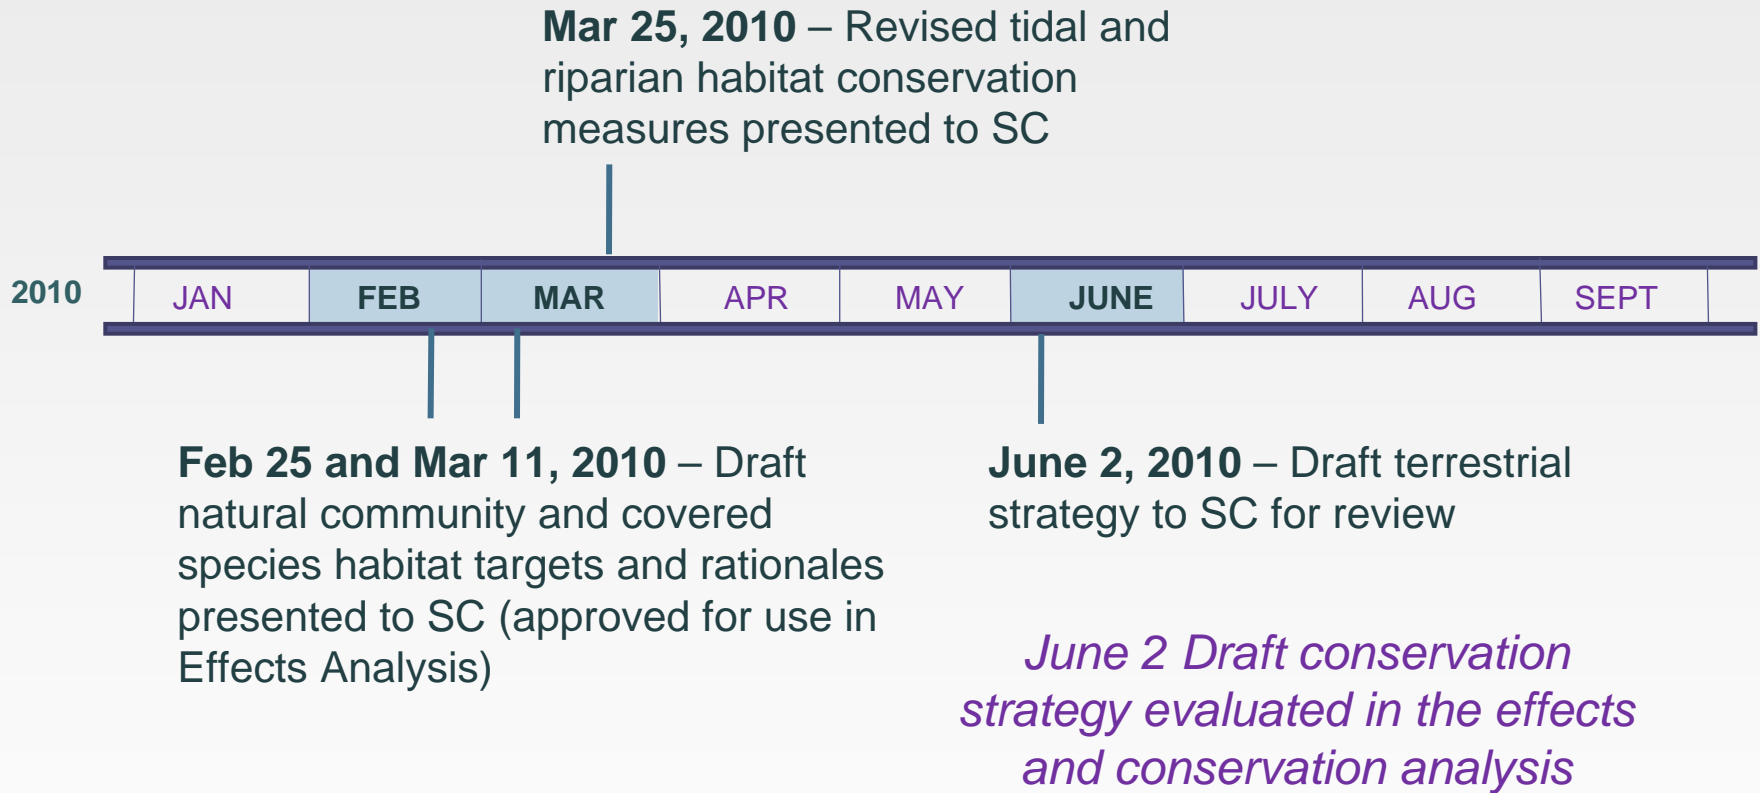 Mar 25, 2010 – Revised tidal and
riparian habitat conservation
measures presented to SC
2010 JAN FEB MAR APR MAY JUNE JULY AUG SEPT
Feb 25 and Mar 11, 2010 – Draft
natural community and covered
species habitat targets and rationales
presented to SC (approved for use in
Effects Analysis)
June 2, 2010 – Draft terrestrial
strategy to SC for review
June 2 Draft conservation
strategy evaluated in the effects
and conservation analysis